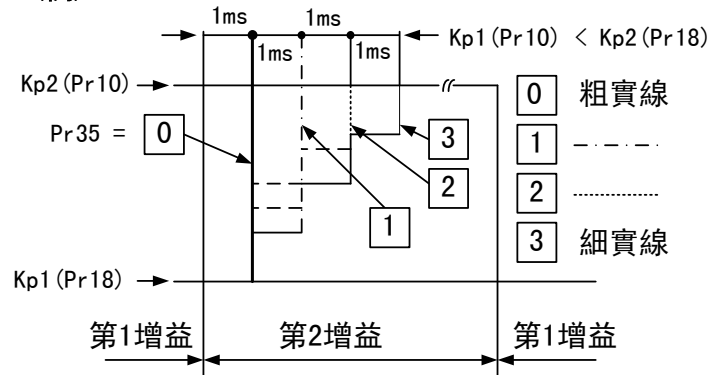 1ms 1ms
1ms 1ms
Kp1(Pr10) < Kp2(Pr18)
Kp2(Pr10)
0 粗實線
Pr35 = 0
3
1
2
2
1
3 細實線
Kp1(Pr18)
第1增益 第2增益 第1增益